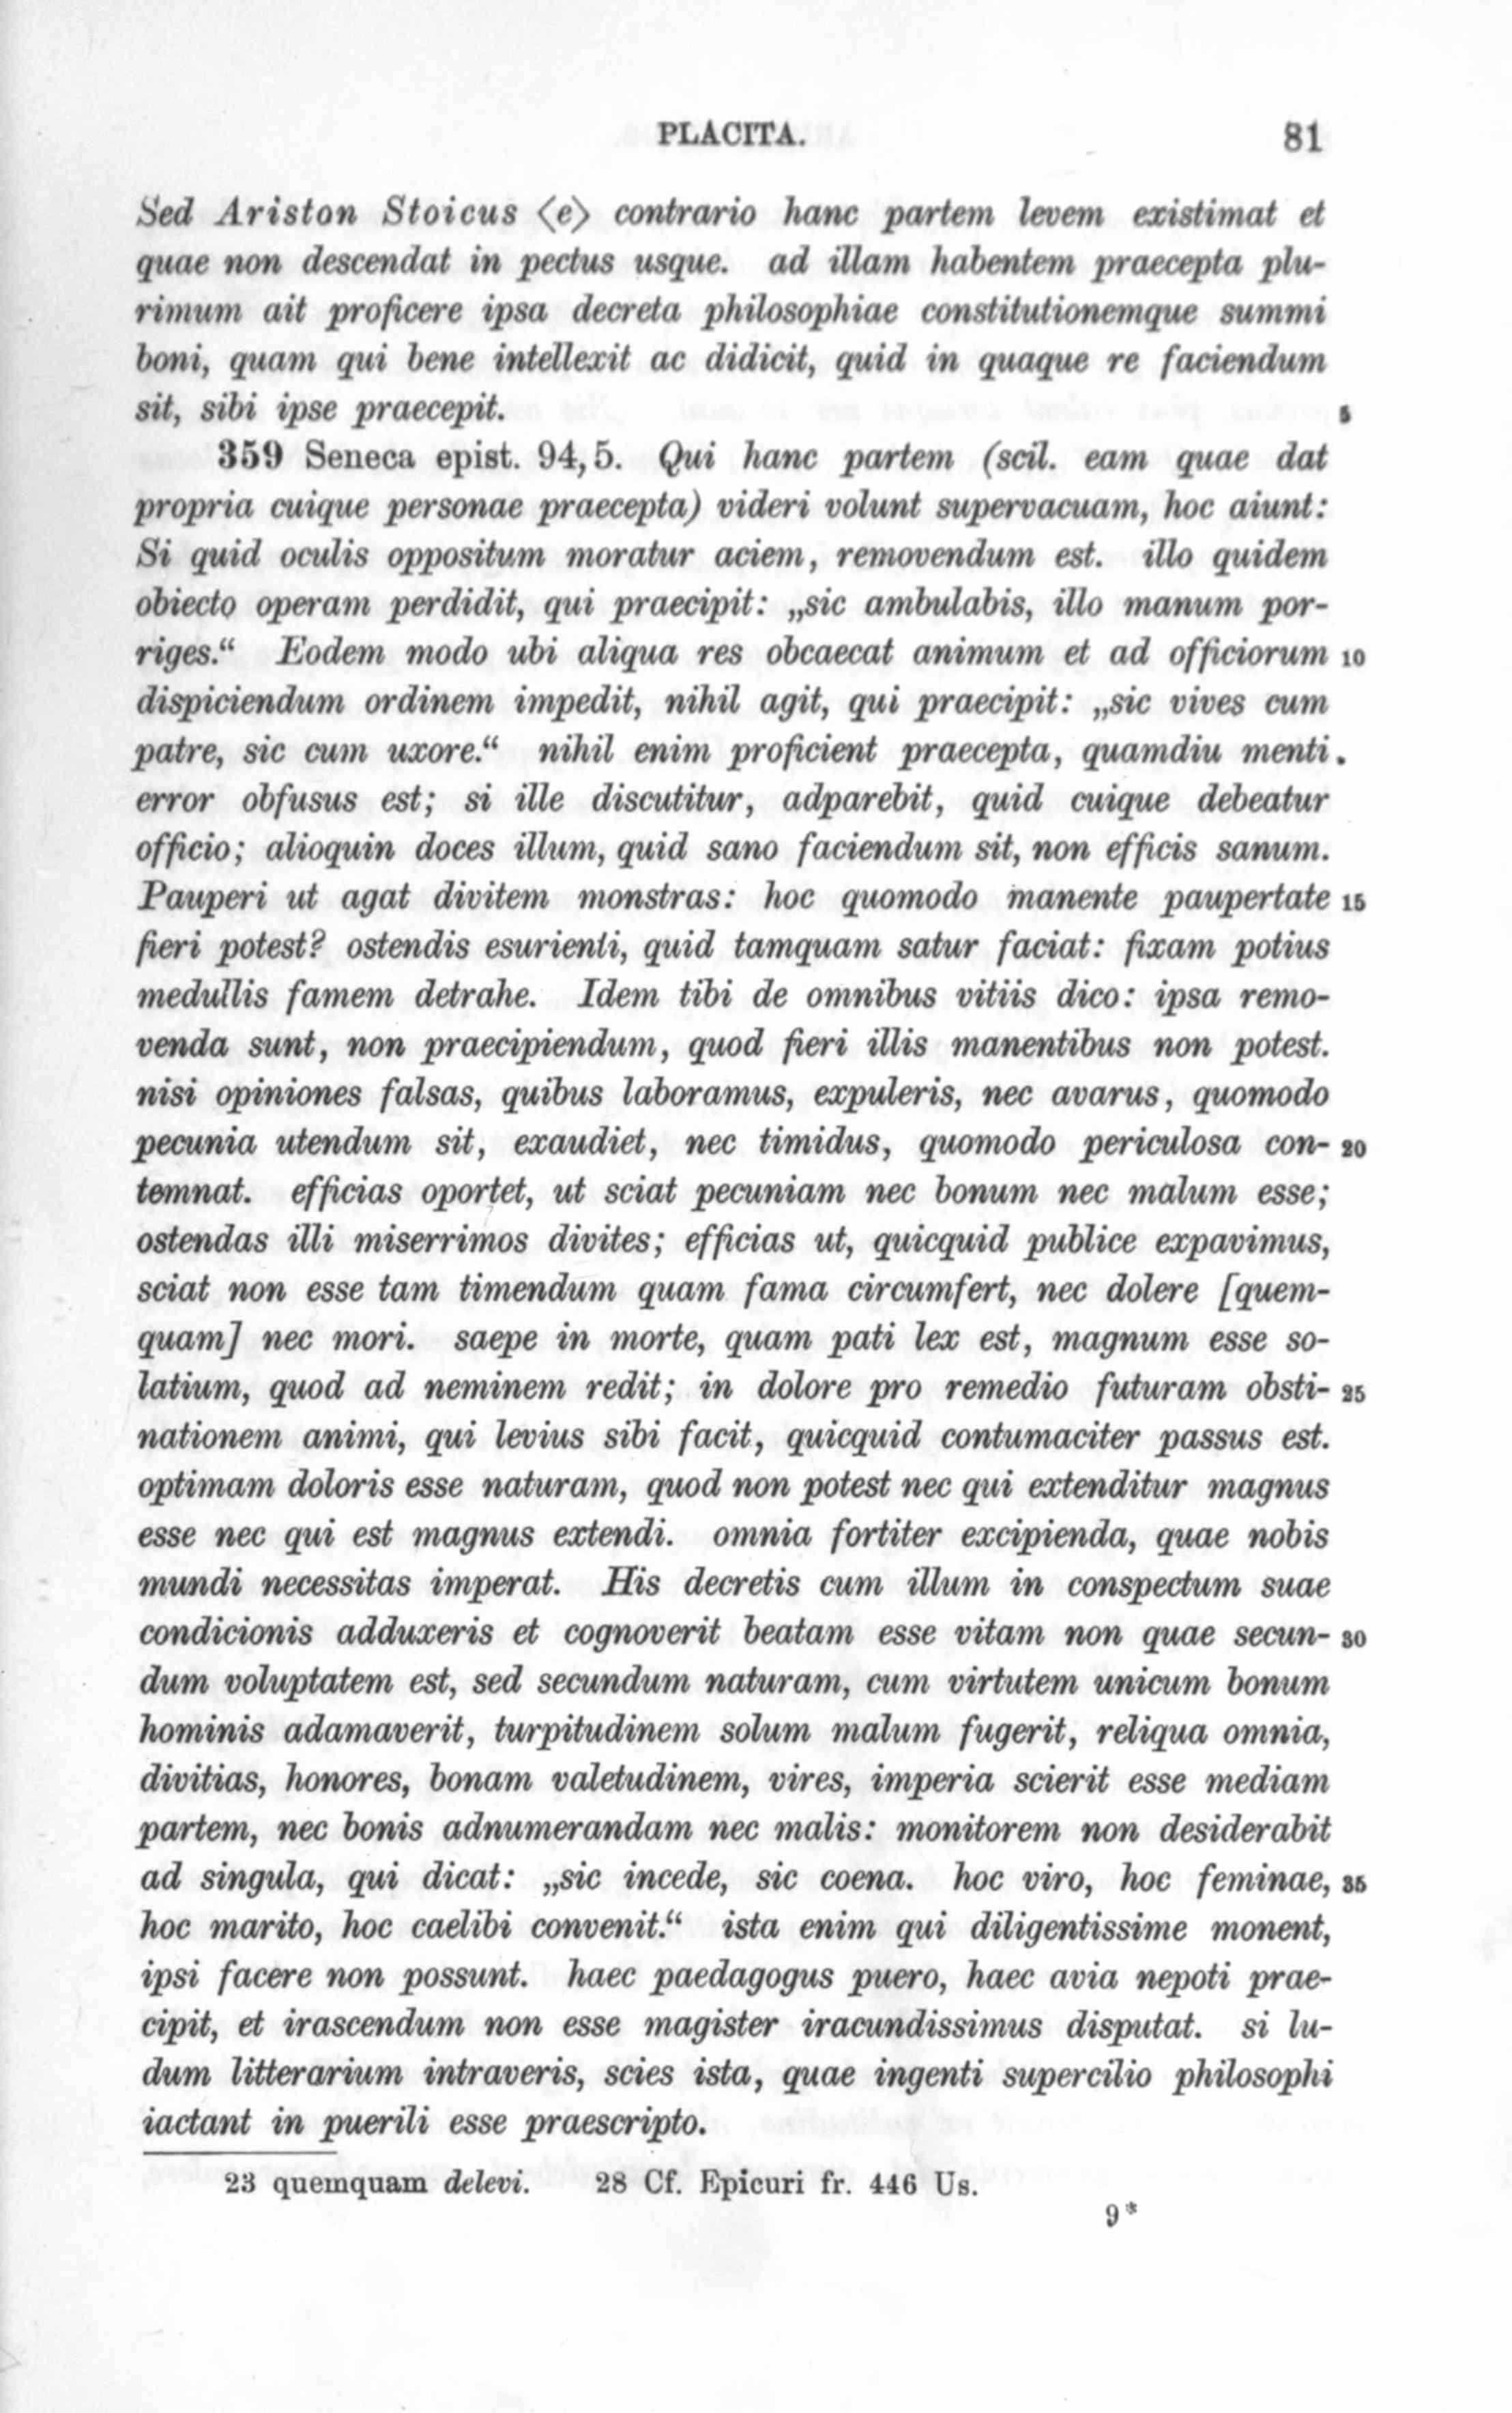 PLACITA. 81
Sed Ariston Stoicus ⟨e⟩ contrario hanc partem levem existimat et
quae non descendat in pectus usque. ad illam habentem praecepta plu-
rimum ait proficere ipsa decreta philosophiae constitutionemque summi
boni, quam qui bene intellexit ac didicit, quid in quaque re faciendum
sit, sibi ipse praecepit. 5
359 Seneca epist. 94, 5. Qui hanc partem (scil. eam quae dat
propria cuique personae praecepta) videri volunt supervacuam, hoc aiunt:
Si quid oculis oppositum moratur aciem, removendum est. illo quidem
obiecto operam perdidit, qui praecipit: „sic ambulabis, illo manum por-
riges.“ Eodem modo ubi aliqua res obcaecat animum et ad officiorum 10
dispiciendum ordinem impedit, nihil agit, qui praecipit: „sic vives cum
patre, sic cum uxore.“ nihil enim proficient praecepta, quamdiu menti
error obfusus est; si ille discutitur, adparebit, quid cuique debeatur
officio; alioquin doces illum, quid sano faciendum sit, non efficis sanum.
Pauperi ut agat divitem monstras: hoc quomodo manente paupertate 15
fieri potest? ostendis esurienti, quid tamquam satur faciat: fixam potius
medullis famem detrahe. Idem tibi de omnibus vitiis dico: ipsa remo-
venda sunt, non praecipiendum, quod fieri illis manentibus non potest.
nisi opiniones falsas, quibus laboramus, expuleris, nec avarus, quomodo
pecunia utendum sit, exaudiet, nec timidus, quomodo periculosa con- 20
temnat. efficias oportet, ut sciat pecuniam nec bonum nec malum esse;
ostendas illi miserrimos divites; efficias ut, quicquid publice expavimus,
sciat non esse tam timendum quam fama circumfert, nec dolere [quem-
quam] nec mori. saepe in morte, quam pati lex est, magnum esse so-
latium, quod ad neminem redit; in dolore pro remedio futuram obsti- 25
nationem animi, qui levius sibi facit, quicquid contumaciter passus est.
optimam doloris esse naturam, quod non potest nec qui extenditur magnus
esse nec qui est magnus extendi. omnia fortiter excipienda, quae nobis
mundi necessitas imperat. His decretis cum illum in conspectum suae
condicionis adduxeris et cognoverit beatam esse vitam non quae secun- 30
dum voluptatem est, sed secundum naturam, cum virtutem unicum bonum
hominis adamaverit, turpitudinem solum malum fugerit, reliqua omnia,
divitias, honores, bonam valetudinem, vires, imperia scierit esse mediam
partem, nec bonis adnumerandam nec malis: monitorem non desiderabit
ad singula, qui dicat: „sic incede, sic coena. hoc viro, hoc feminae, 35
hoc marito, hoc caelibi convenit.“ ista enim qui diligentissime monent,
ipsi facere non possunt. haec paedagogus puero, haec avia nepoti prae-
cipit, et irascendum non esse magister iracundissimus disputat. si lu-
dum litterarium intraveris, scies ista, quae ingenti supercilio philosophi
iactant in puerili esse praescripto.
23 quemquam delevi. 28 Cf. Epicuri fr. 446 Us.
9*